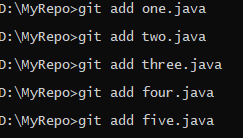 D:\MyRepo>git add one.java
D:\MyRepo>git add two.java
D:\MyRepo>git add three.java
D:\MyRepo>git add four.java
D:\MyRepo>git add five.java